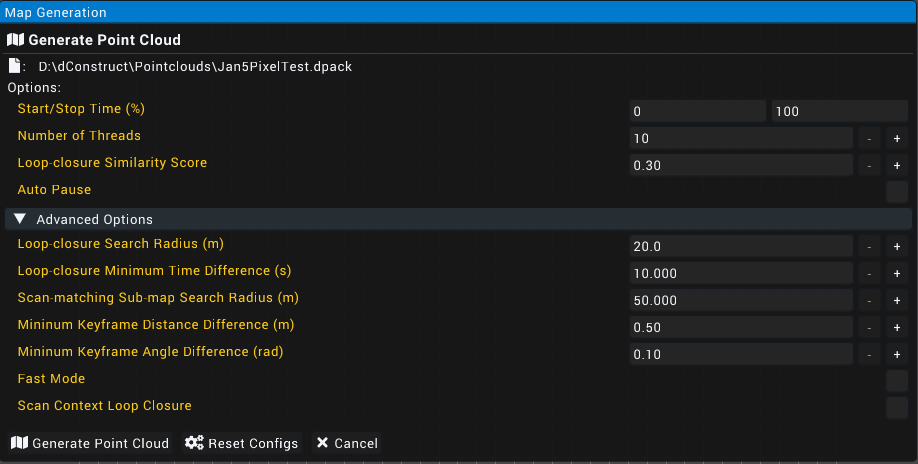 Map Generation
Generate Point Cloud
: D:\dConstruct\Pointclouds\Jan5PixelTest.dpack
Options:
Start/Stop Time (%) 0 100
Number of Threads 10 - +
Loop-closure Similarity Score 0.30 - +
Auto Pause
Advanced Options
Loop-closure Search Radius (m) 20.0 - +
Loop-closure Minimum Time Difference (s) 10.000 - +
Scan-matching Sub-map Search Radius (m) 50.000 - +
Mininum Keyframe Distance Difference (m) 0.50 - +
Mininum Keyframe Angle Difference (rad) 0.10 - +
Fast Mode
Scan Context Loop Closure
Generate Point Cloud Reset Configs Cancel